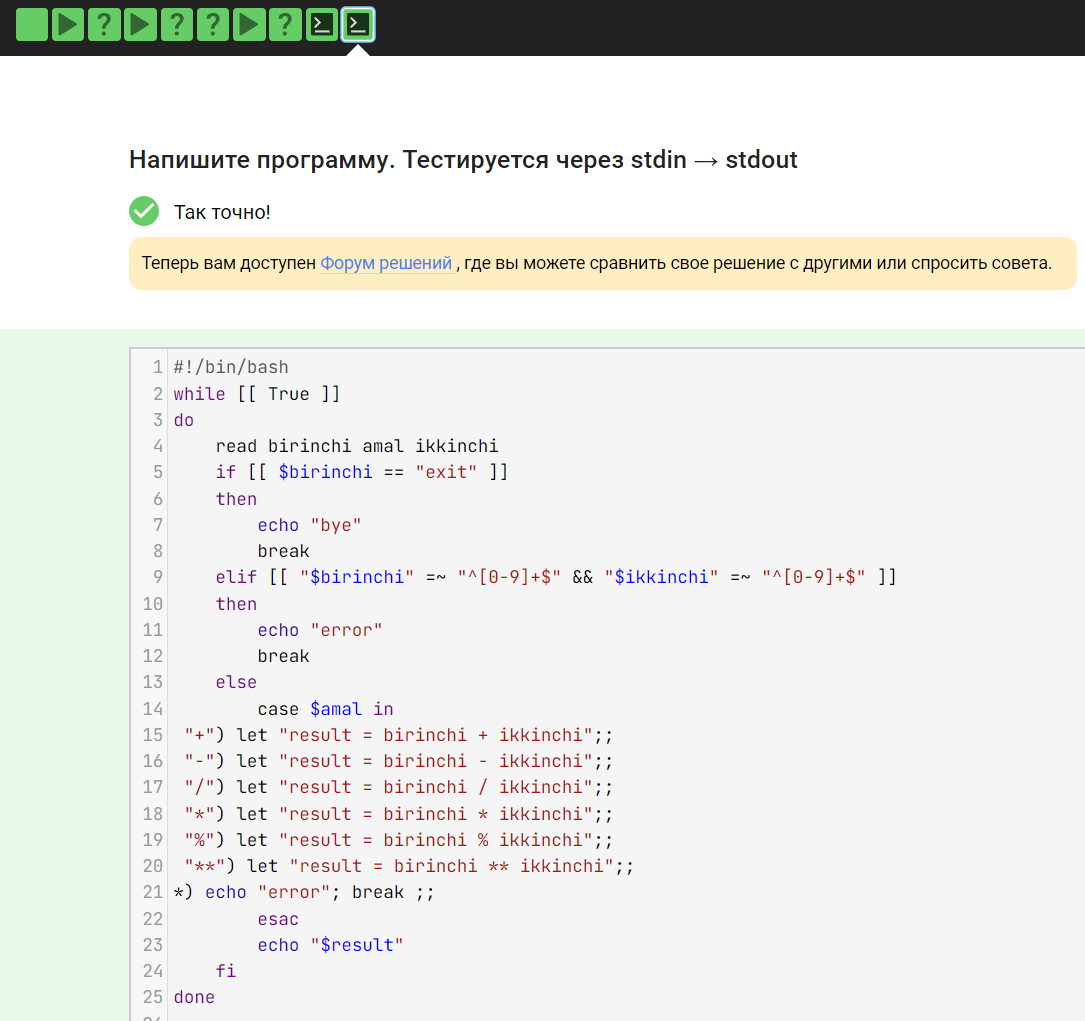 ? ? ? ?
Напишите программу. Тестируется через stdin → stdout
Так точно!
Теперь вам доступен Форум решений , где вы можете сравнить свое решение с другими или спросить совета.
1 #!/bin/bash
2 while [[ True ]]
3 do
4     read birinchi amal ikkinchi
5     if [[ $birinchi == "exit" ]]
6     then
7         echo "bye"
8         break
9     elif [[ "$birinchi" =~ "^[0-9]+$" && "$ikkinchi" =~ "^[0-9]+$" ]]
10     then
11         echo "error"
12         break
13     else
14         case $amal in
15  "+") let "result = birinchi + ikkinchi";;
16  "-") let "result = birinchi - ikkinchi";;
17  "/") let "result = birinchi / ikkinchi";;
18  "*") let "result = birinchi * ikkinchi";;
19  "%") let "result = birinchi % ikkinchi";;
20  "**") let "result = birinchi ** ikkinchi";;
21 *) echo "error"; break ;;
22         esac
23         echo "$result"
24     fi
25 done